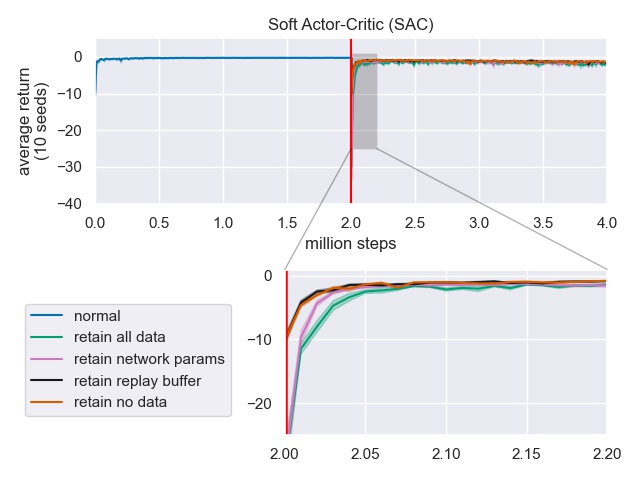 Soft Actor-Critic (SAC)
average return
(10 seeds)
0
−10
−20
−30
−40
0.0 0.5 1.0 1.5 2.0 2.5 3.0 3.5 4.0
million steps
normal
retain all data
retain network params
retain replay buffer
retain no data
0
−10
−20
2.00 2.05 2.10 2.15 2.20